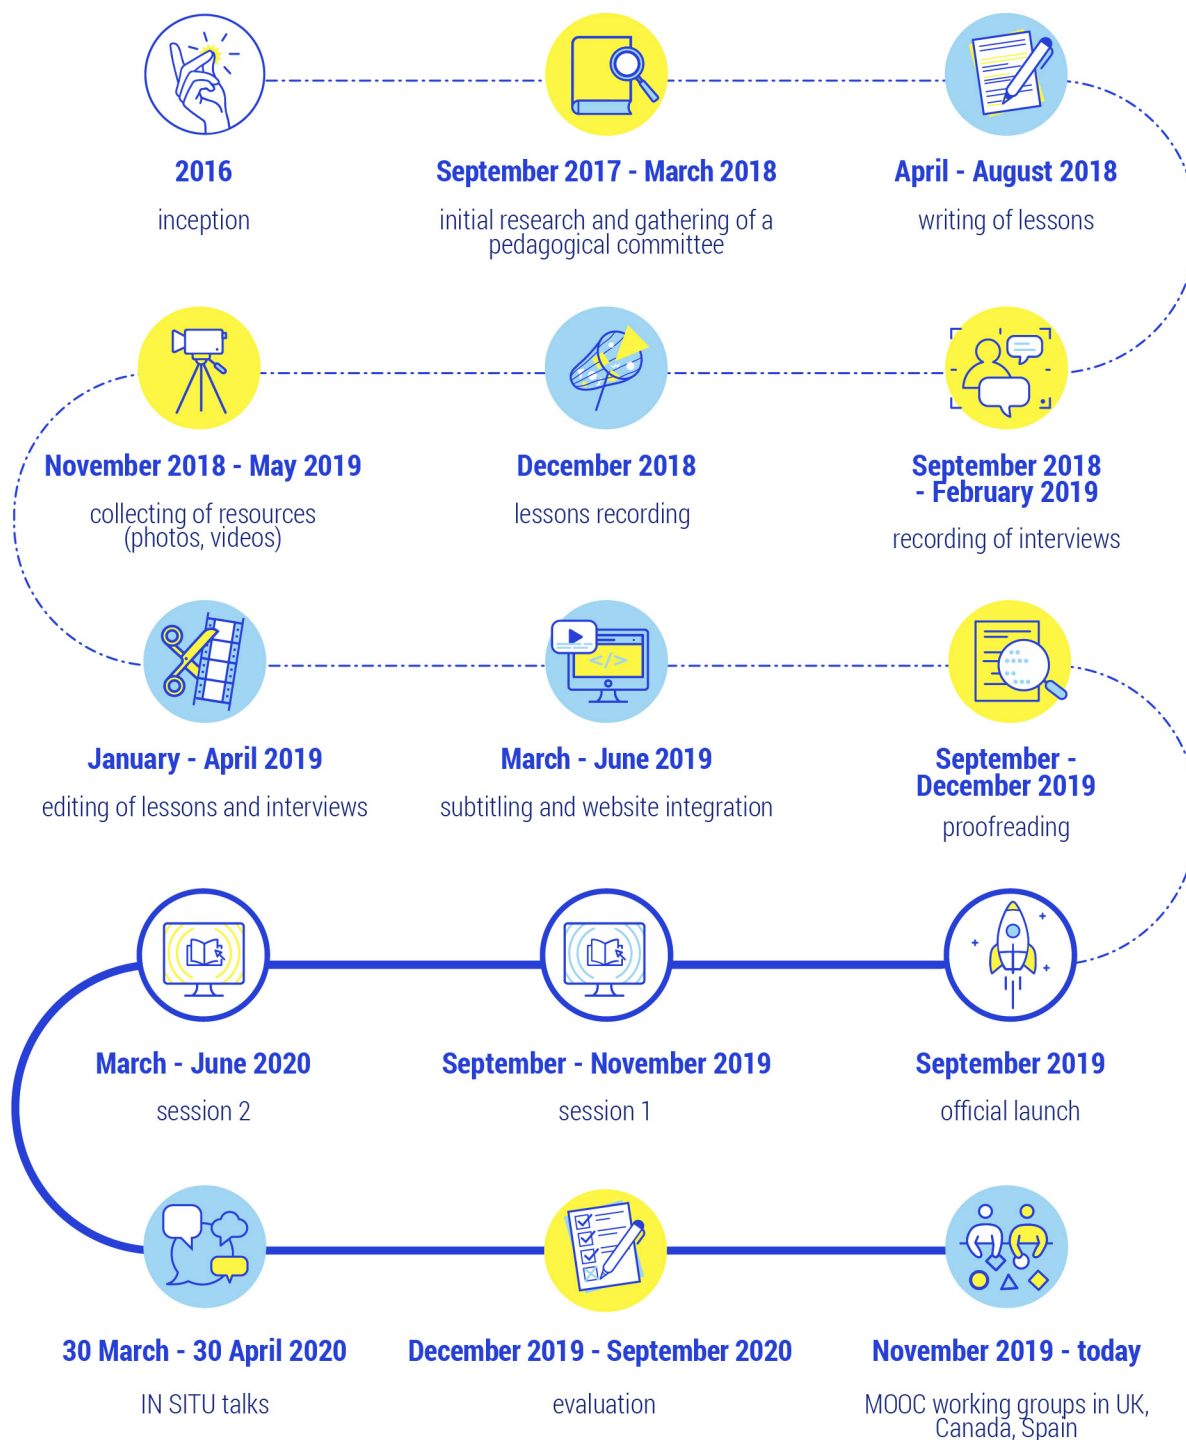 2016
inception
September 2017 - March 2018
initial research and gathering of a
pedagogical committee
April - August 2018
writing of lessons
November 2018 - May 2019
collecting of resources
(photos, videos)
December 2018
lessons recording
September 2018
- February 2019
recording of interviews
January - April 2019
editing of lessons and interviews
March - June 2019
subtitling and website integration
</>
September -
December 2019
proofreading
March - June 2020
session 2
September - November 2019
session 1
September 2019
official launch
30 March - 30 April 2020
IN SITU talks
December 2019 - September 2020
evaluation
November 2019 - today
MOOC working groups in UK,
Canada, Spain